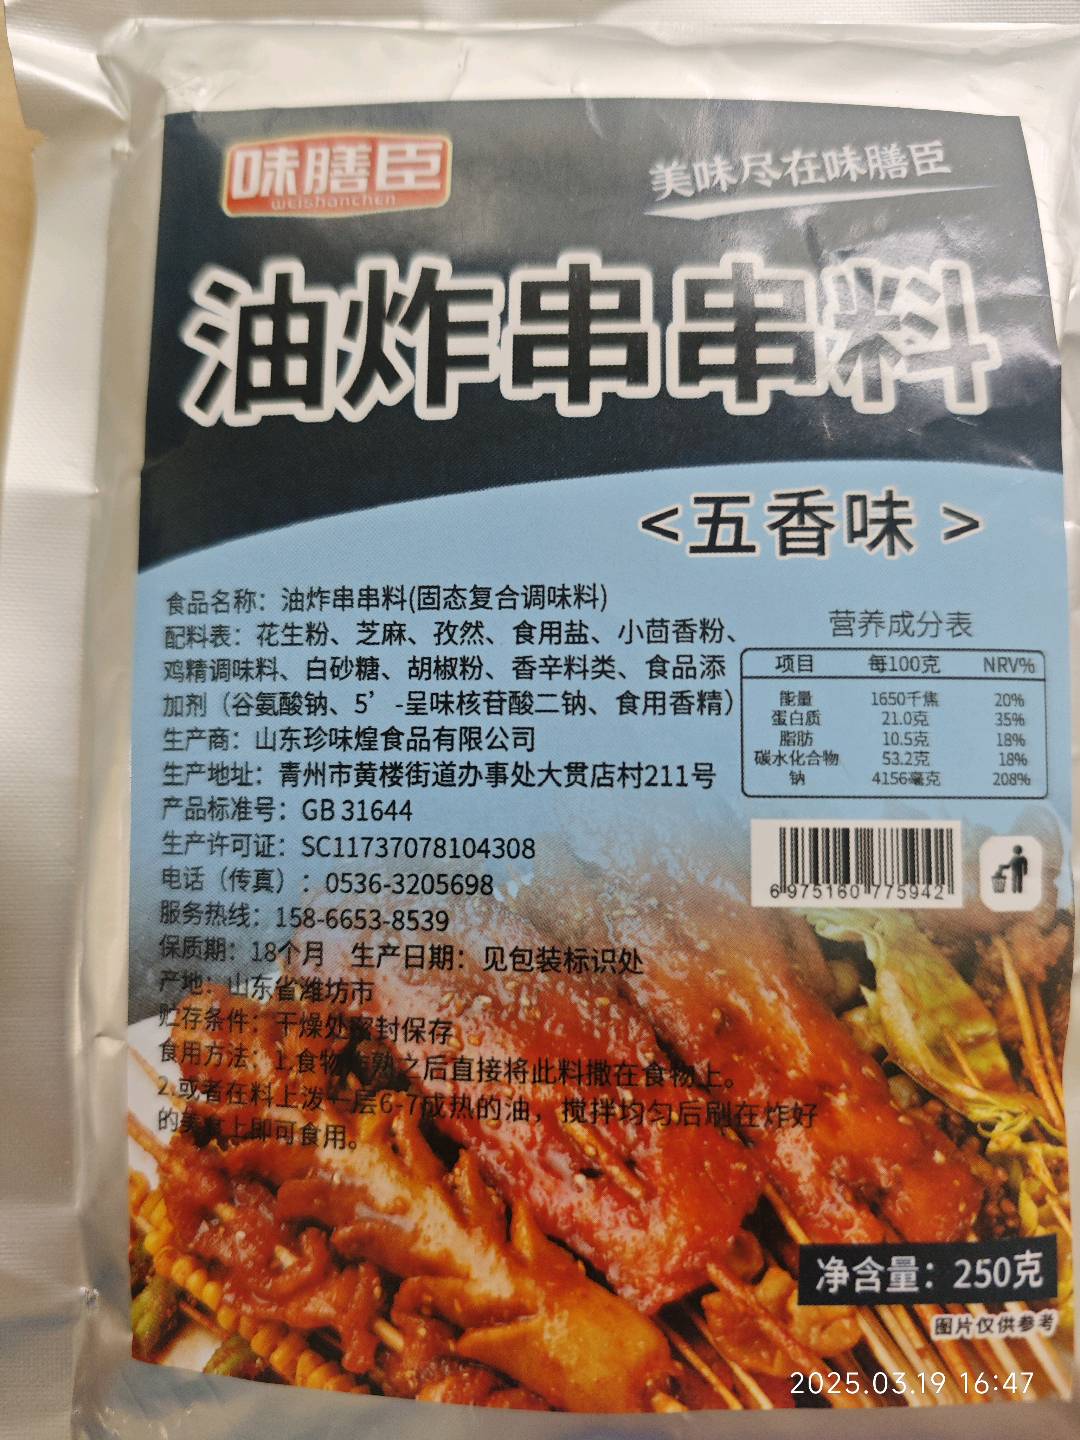 味膳臣
weishanchen
美味尽在味膳臣
油炸串串料
<五香味 >
食品名称：油炸串串料(固态复合调味料)
配料表：花生粉、芝麻、孜然、食用盐、小茴香粉、
鸡精调味料、白砂糖、胡椒粉、香辛料类、食品添
加剂（谷氨酸钠、5’-呈味核苷酸二钠、食用香精）
生产商：山东珍味煌食品有限公司
生产地址：青州市黄楼街道办事处大贯店村211号
产品标准号：GB 31644
生产许可证：SC11737078104308
电话（传真）：0536-3205698
服务热线：158-6653-8539
保质期：18个月 生产日期：见包装标识处
产地：山东省潍坊市
贮存条件：干燥处密封保存
食用方法：1.食物炸熟之后直接将此料撒在食物上。
2.或者在料上泼一层6-7成热的油，搅拌均匀后刷在炸好
的美食上即可食用。
营养成分表
项目 每100克 NRV%
能量 1650千焦 20%
蛋白质 21.0克 35%
脂肪 10.5克 18%
碳水化合物 53.2克 18%
钠 4156毫克 208%
6 975160 775942
净含量：250克
图片仅供参考
2025.03.19 16:47